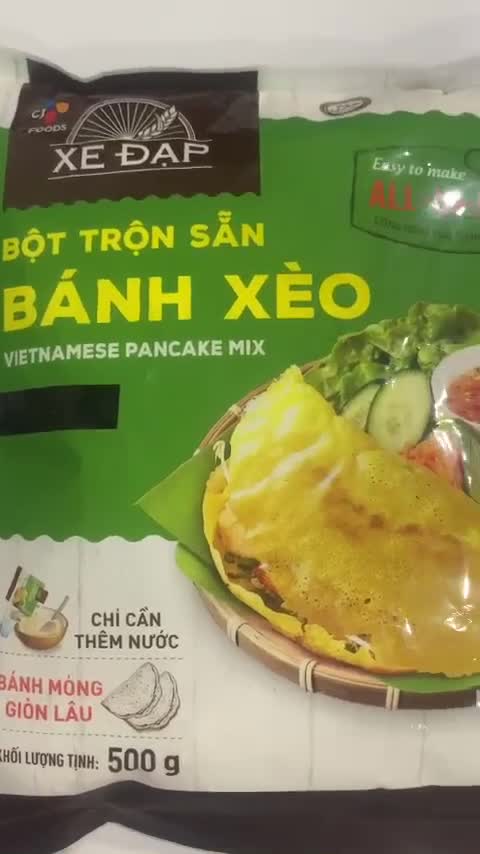 CJ
FOODS
XE ĐẠP
Easy to make
BỘT TRỘN SẴN
BÁNH XÈO
VIETNAMESE PANCAKE MIX
CHỈ CẦN
THÊM NƯỚC
BÁNH MỎNG
GIÒN LÂU
KHỐI LƯỢNG TỊNH: 500 g